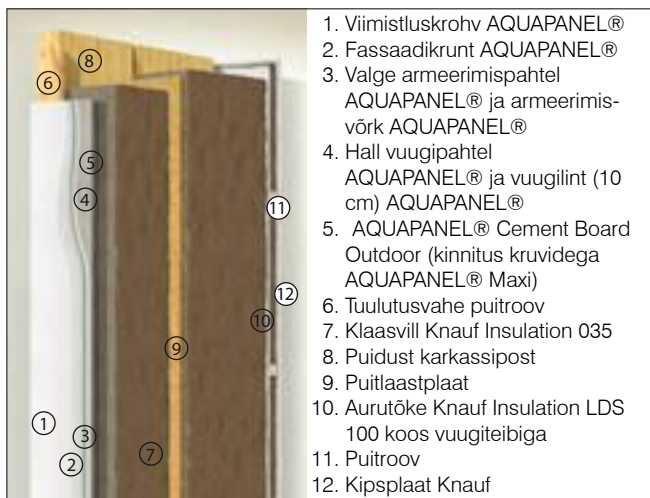 1. Viimistluskrohv AQUAPANEL®
2. Fassaadikrunt AQUAPANEL®
3. Valge armeerimispahtel
AQUAPANEL® ja armeerimis-
võrk AQUAPANEL®
4. Hall vuugipahtel
AQUAPANEL® ja vuugilint (10
cm) AQUAPANEL®
5. AQUAPANEL® Cement Board
Outdoor (kinnitus kruvidega
AQUAPANEL® Maxi)
6. Tuulutusvahe puitroov
7. Klaasvill Knauf Insulation 035
8. Puidust karkassipost
9. Puitlaastplaat
10. Aurutõke Knauf Insulation LDS
100 koos vuugiteibiga
11. Puitroov
12. Kipsplaat Knauf
8
6
5
4
11
12
10
9
1
3
2
7